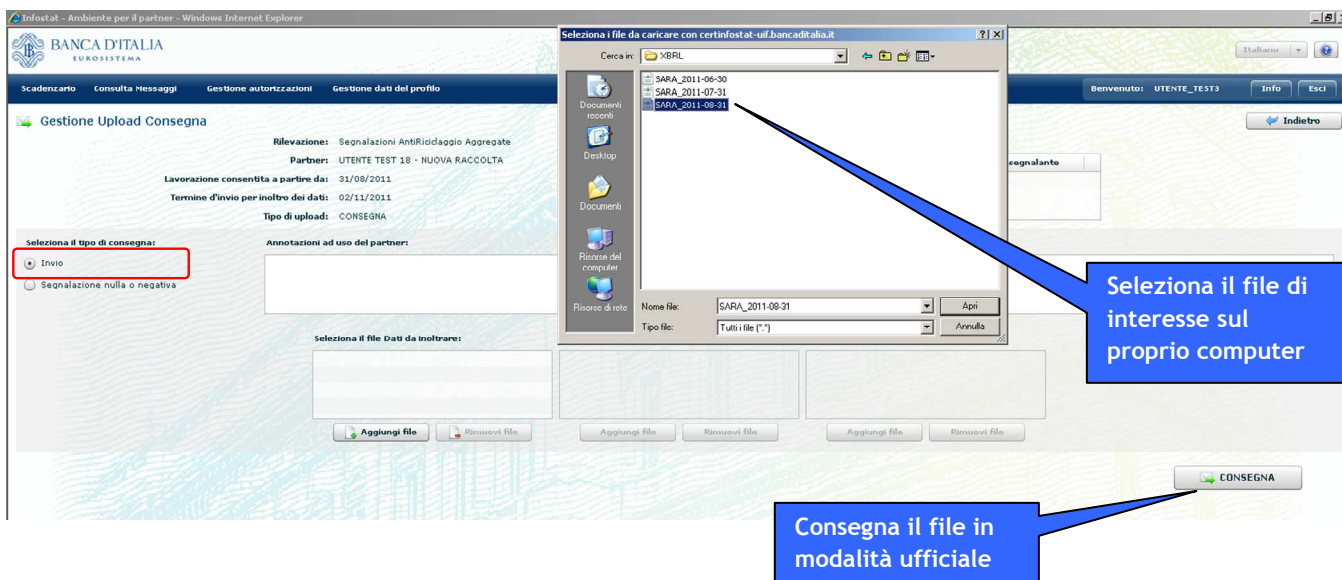 Infostat - Ambiente per il partner - Windows Internet Explorer
BANCA D'ITALIA
EUROSISTEMA
Italiano
Scadenzario Consulta Messaggi Gestione autorizzazioni Gestione dati del profilo
Benvenuto: UTENTE_TEST3 Info Esci
Gestione Upload Consegna
Indietro
Rilevazione: Segnalazioni AntiRiciclaggio Aggregate
Partner: UTENTE TEST 18 - NUOVA RACCOLTA
segnalante
Lavorazione consentita a partire da: 31/08/2011
Termine d'invio per inoltro dei dati: 02/11/2011
Tipo di upload: CONSEGNA
Seleziona il tipo di consegna:
Invio
Segnalazione nulla o negativa
Annotazioni ad uso del partner:
Seleziona il file Dati da inoltrare:
Aggiungi file Rimuovi file Aggiungi file Rimuovi file Aggiungi file Rimuovi file
CONSEGNA
Seleziona i file da caricare con certinfostat-uif.bancaditalia.it
Cerca in: XBRL
SARA_2011-06-30
SARA_2011-07-31
SARA_2011-08-31
Documenti
recenti
Desktop
Documenti
Risorse del
computer
Risorse di rete
Nome file: SARA_2011-08-31 Apri
Tipo file: Tutti i file (*.*) Annulla
Seleziona il file di
interesse sul
proprio computer
Consegna il file in
modalità ufficiale